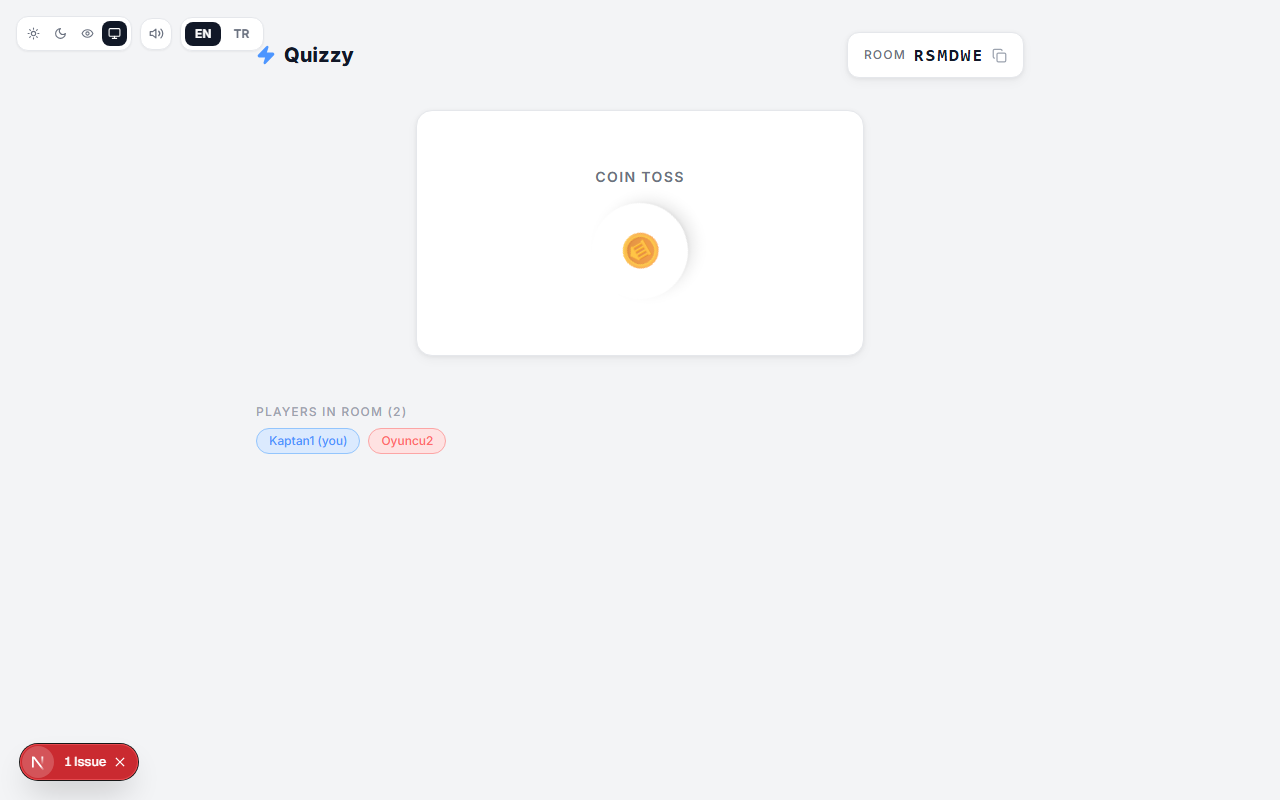 EN TR
Quizzy
ROOM RSMDWE
COIN TOSS
PLAYERS IN ROOM (2)
Kaptan1 (you) Oyuncu2
N 1 Issue